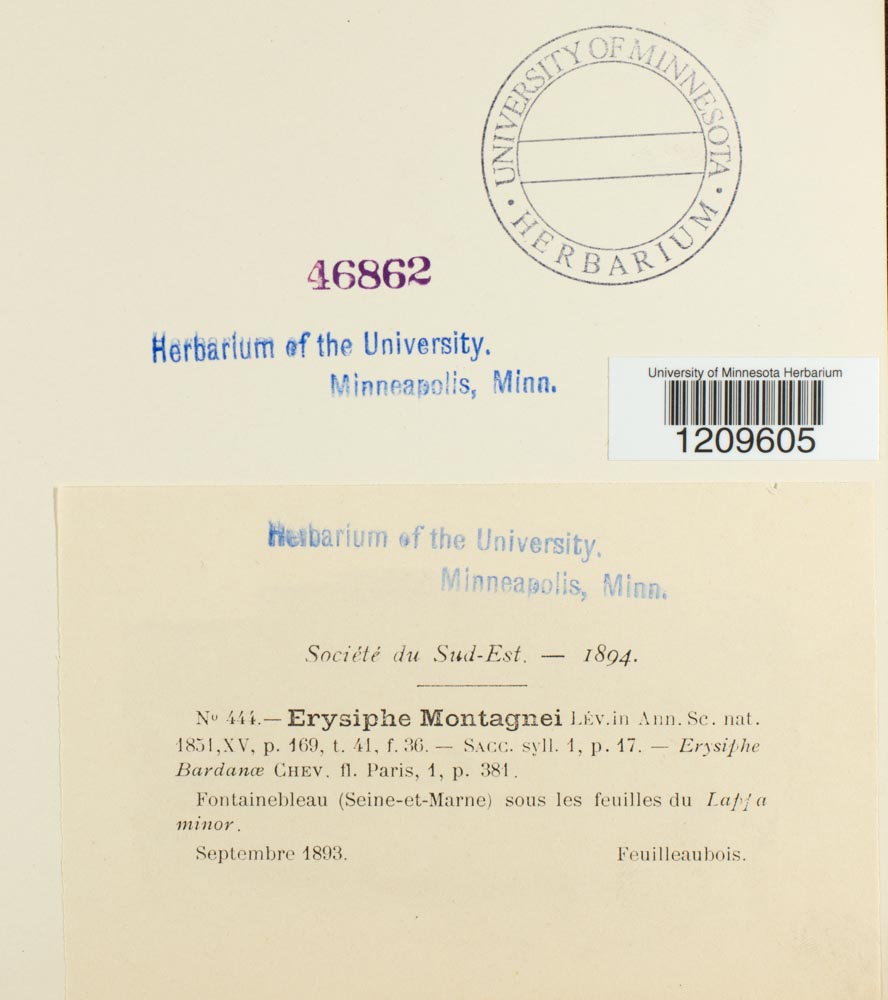 UNIVERSITY OF MINNESOTA
• HERBARIUM •
46862
Herbarium of the University.
Minneapolis, Minn.
University of Minnesota Herbarium
1209605
Herbarium of the University.
Minneapolis, Minn.
Société du Sud-Est. — 1894.
Nº 444.— Erysiphe Montagnei LÉV. in Ann. Sc. nat.
1851, XV, p. 169, t. 41, f. 36. — SACC. syll. 1, p. 17. — Erysiphe
Bardanæ CHEV. fl. Paris, 1, p. 381.
Fontainebleau (Seine-et-Marne) sous les feuilles du Lappa
minor.
Septembre 1893. Feuilleaubois.